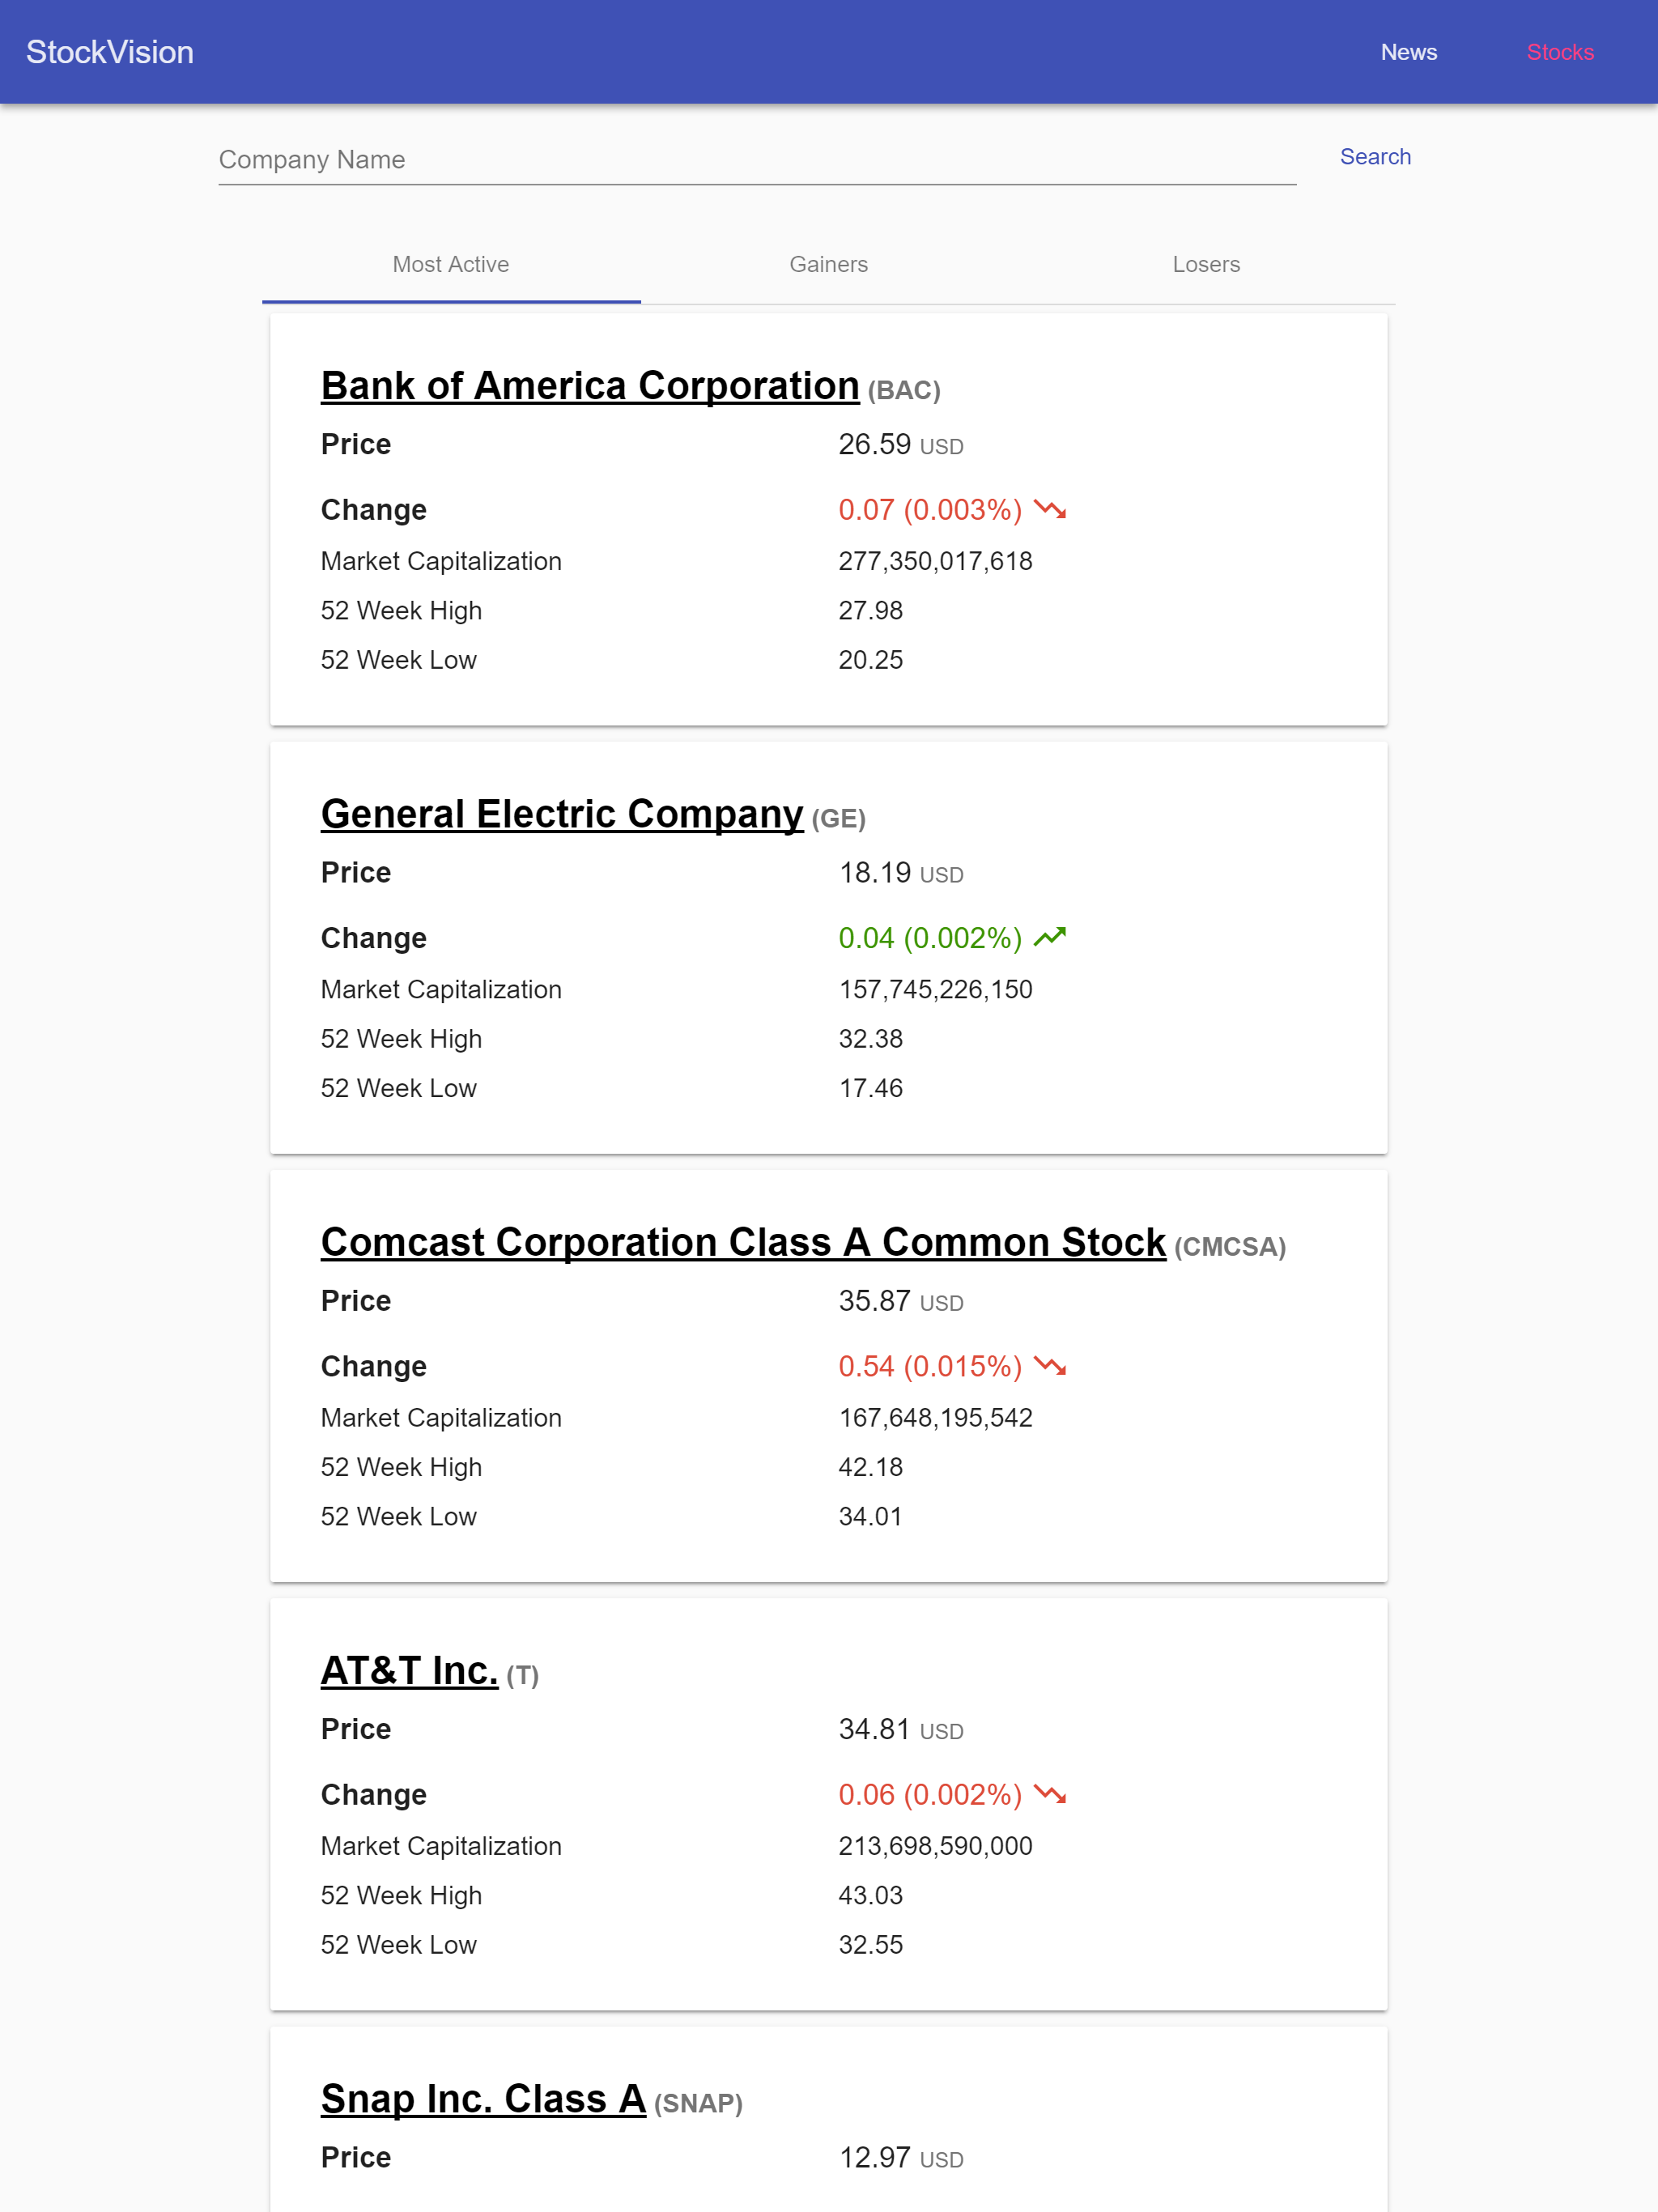 StockVision News Stocks
Company Name Search
Most Active Gainers Losers
Bank of America Corporation (BAC)
Price 26.59 USD
Change 0.07 (0.003%)
Market Capitalization 277,350,017,618
52 Week High 27.98
52 Week Low 20.25
General Electric Company (GE)
Price 18.19 USD
Change 0.04 (0.002%)
Market Capitalization 157,745,226,150
52 Week High 32.38
52 Week Low 17.46
Comcast Corporation Class A Common Stock (CMCSA)
Price 35.87 USD
Change 0.54 (0.015%)
Market Capitalization 167,648,195,542
52 Week High 42.18
52 Week Low 34.01
AT&T Inc. (T)
Price 34.81 USD
Change 0.06 (0.002%)
Market Capitalization 213,698,590,000
52 Week High 43.03
52 Week Low 32.55
Snap Inc. Class A (SNAP)
Price 12.97 USD